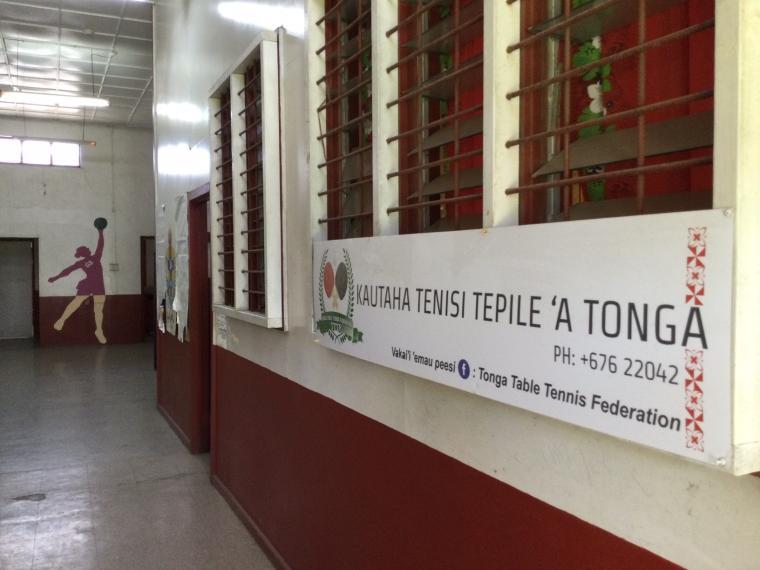 KAUTAHA TENISI TEPILE ‘A TONGA
PH: +676 22042
Vakai'i 'emau peesi f : Tonga Table Tennis Federation